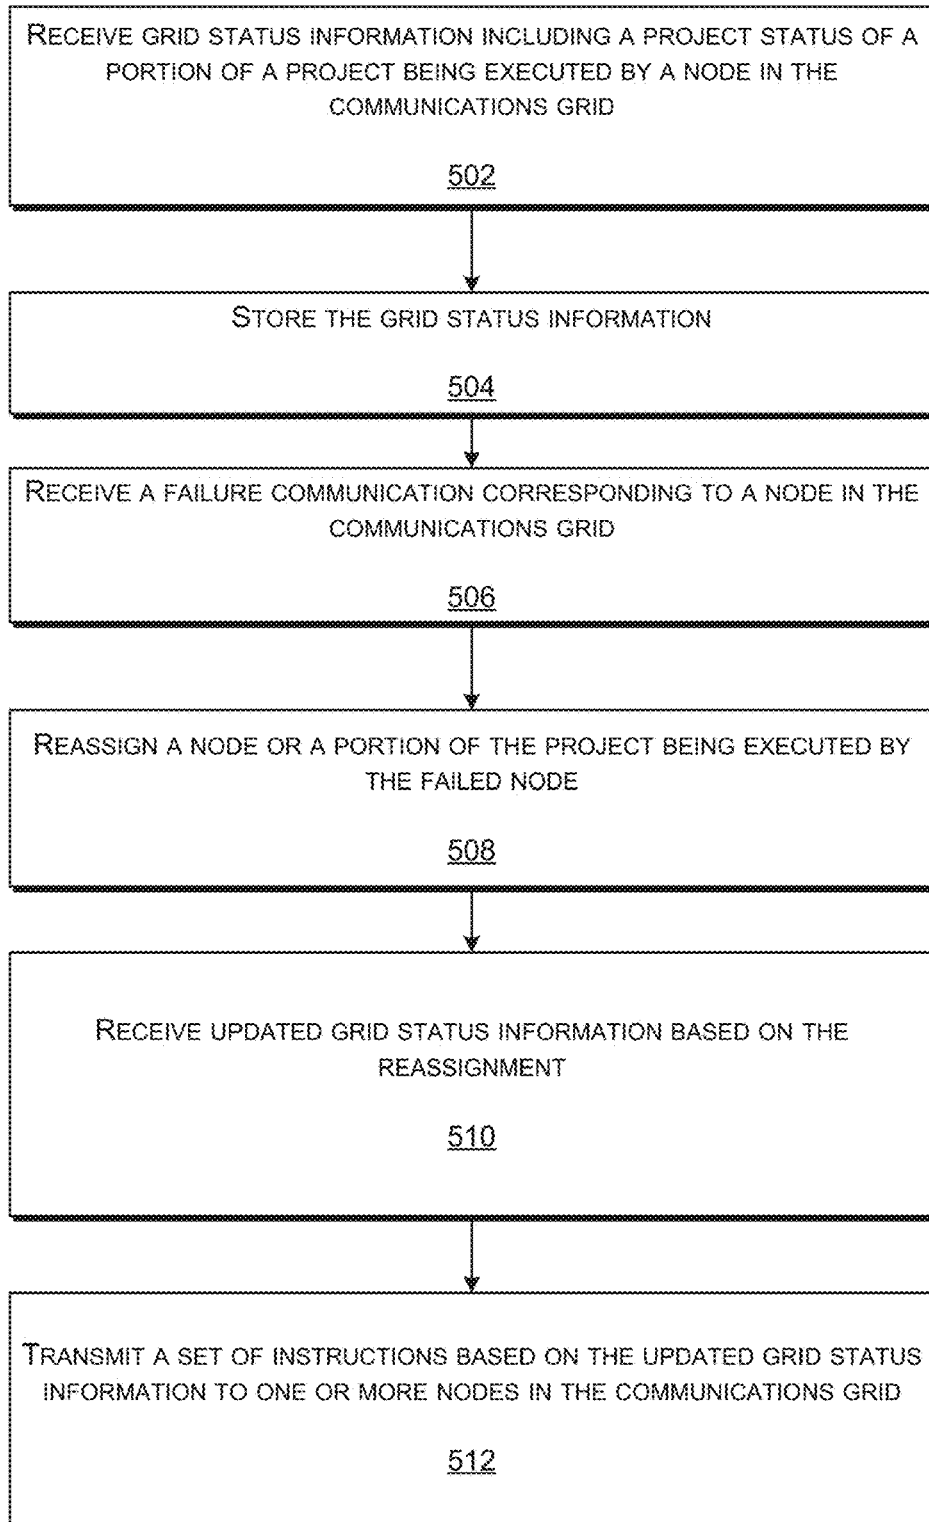 RECEIVE GRID STATUS INFORMATION INCLUDING A PROJECT STATUS OF A
PORTION OF A PROJECT BEING EXECUTED BY A NODE IN THE
COMMUNICATIONS GRID
502
STORE THE GRID STATUS INFORMATION
504
RECEIVE A FAILURE COMMUNICATION CORRESPONDING TO A NODE IN THE
COMMUNICATIONS GRID
506
REASSIGN A NODE OR A PORTION OF THE PROJECT BEING EXECUTED BY
THE FAILED NODE
508
RECEIVE UPDATED GRID STATUS INFORMATION BASED ON THE
REASSIGNMENT
510
TRANSMIT A SET OF INSTRUCTIONS BASED ON THE UPDATED GRID STATUS
INFORMATION TO ONE OR MORE NODES IN THE COMMUNICATIONS GRID
512